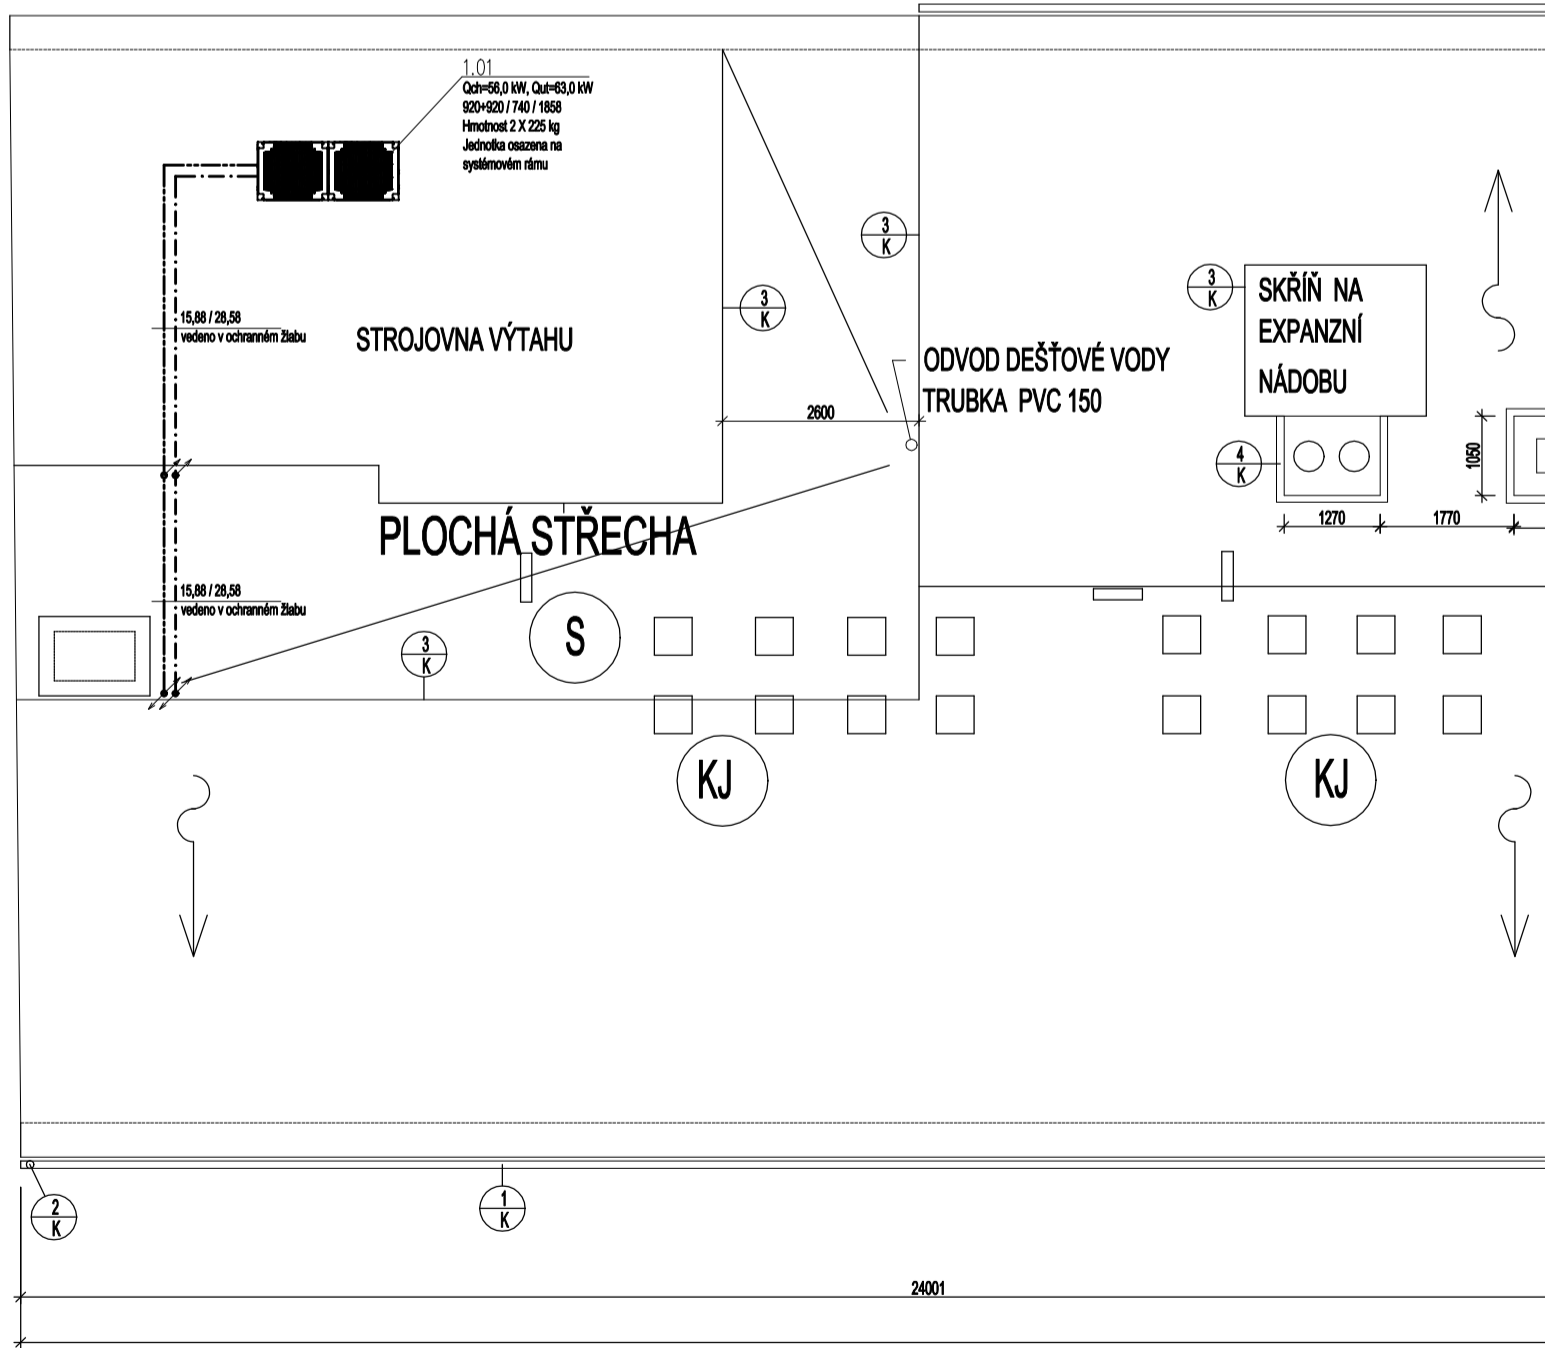 1.01
Qch=56,0 kW, Qut=63,0 kW
920+920 / 740 / 1858
Hmotnost 2 X 225 kg
Jednotka osazena na
systémovém rámu
3
K
3
K
3
K
SKŘÍŇ NA
EXPANZNÍ
NÁDOBU
15,88 / 28,58
vedeno v ochranném žlabu
STROJOVNA VÝTAHU
ODVOD DEŠŤOVÉ VODY
TRUBKA PVC 150
2600
4
K
1050
1270
1770
PLOCHÁ STŘECHA
15,88 / 28,58
vedeno v ochranném žlabu
3
K
S
KJ
KJ
2
K
1
K
24001